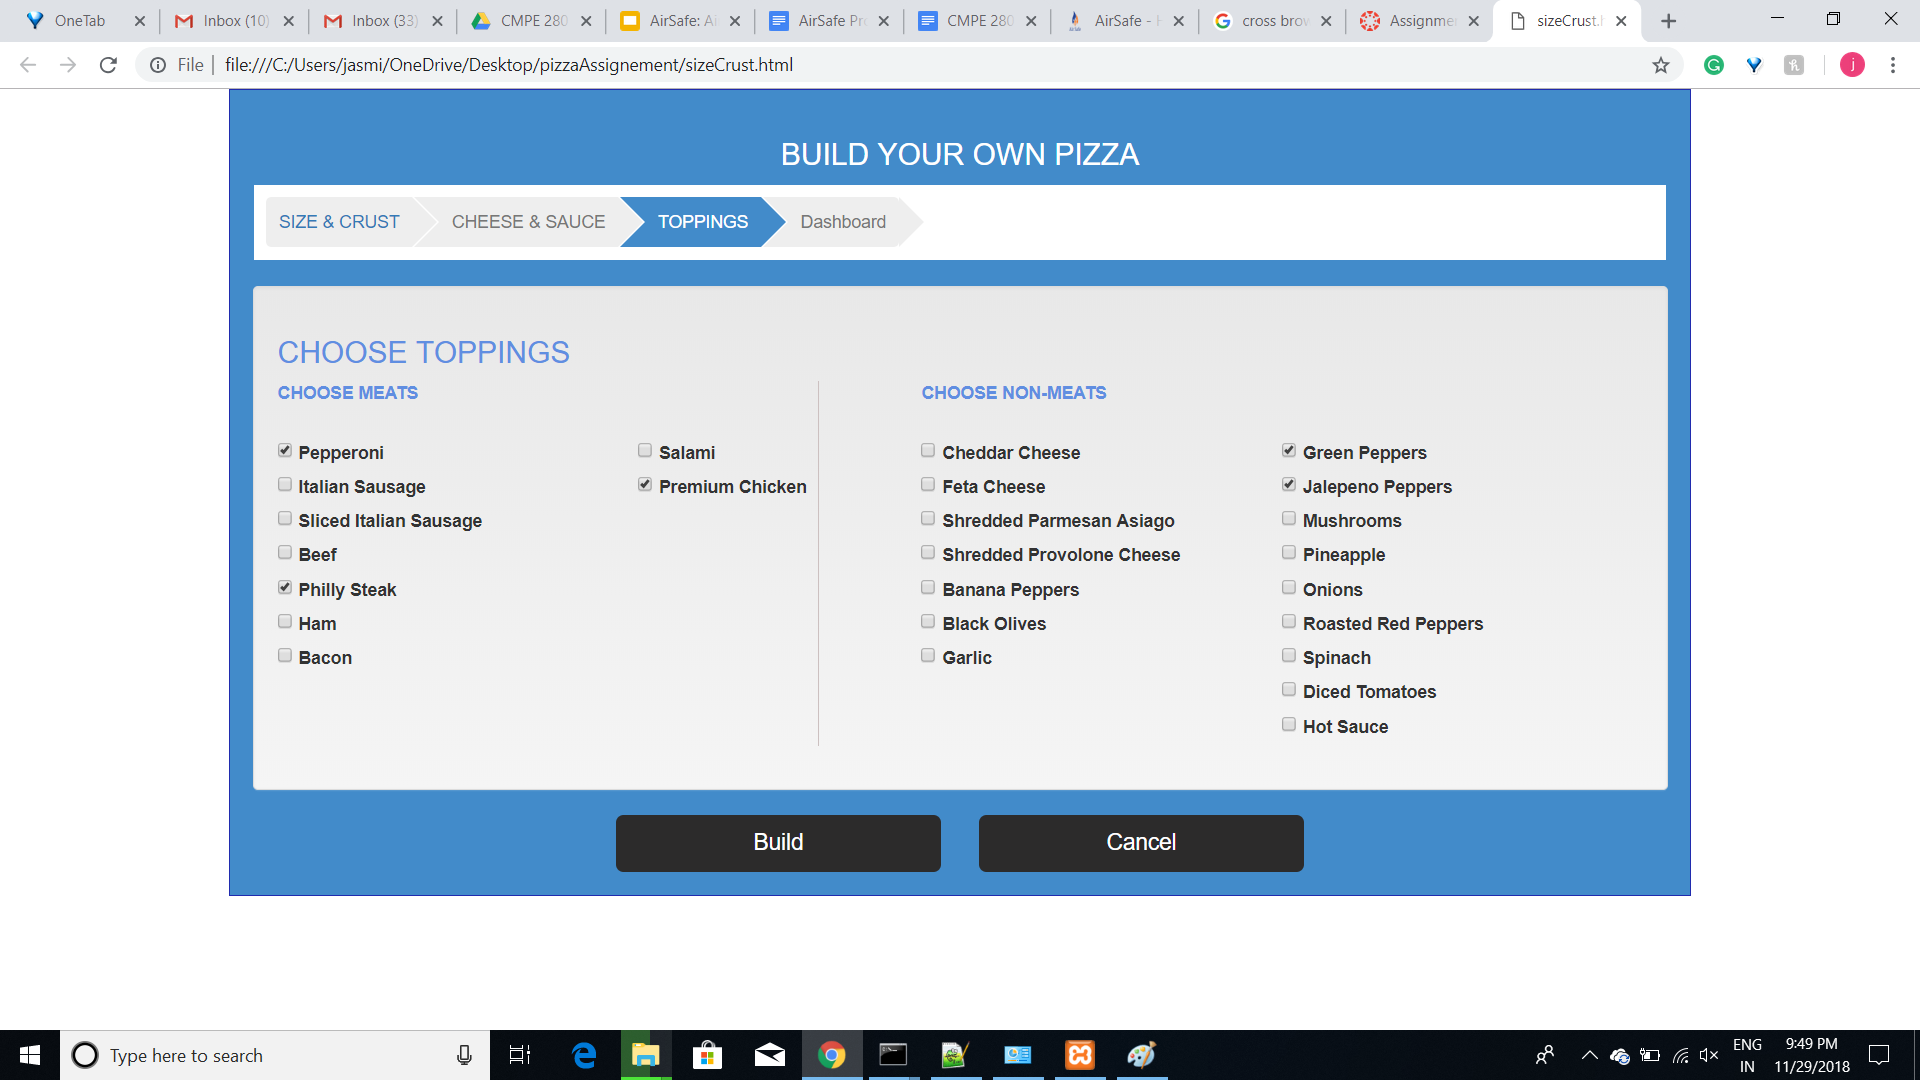 OneTab
Inbox (10)
Inbox (33)
CMPE 280
AirSafe: Ai
AirSafe Pr
CMPE 280
AirSafe -
cross brow
Assignme
sizeCrust.
File
file:///C:/Users/jasmi/OneDrive/Desktop/pizzaAssignement/sizeCrust.html
j
BUILD YOUR OWN PIZZA
SIZE & CRUST
CHEESE & SAUCE
TOPPINGS
Dashboard
CHOOSE TOPPINGS
CHOOSE MEATS
Pepperoni
Italian Sausage
Sliced Italian Sausage
Beef
Philly Steak
Ham
Bacon
Salami
Premium Chicken
CHOOSE NON-MEATS
Cheddar Cheese
Feta Cheese
Shredded Parmesan Asiago
Shredded Provolone Cheese
Banana Peppers
Black Olives
Garlic
Green Peppers
Jalepeno Peppers
Mushrooms
Pineapple
Onions
Roasted Red Peppers
Spinach
Diced Tomatoes
Hot Sauce
Build
Cancel
Type here to search
ENG
IN
9:49 PM
11/29/2018